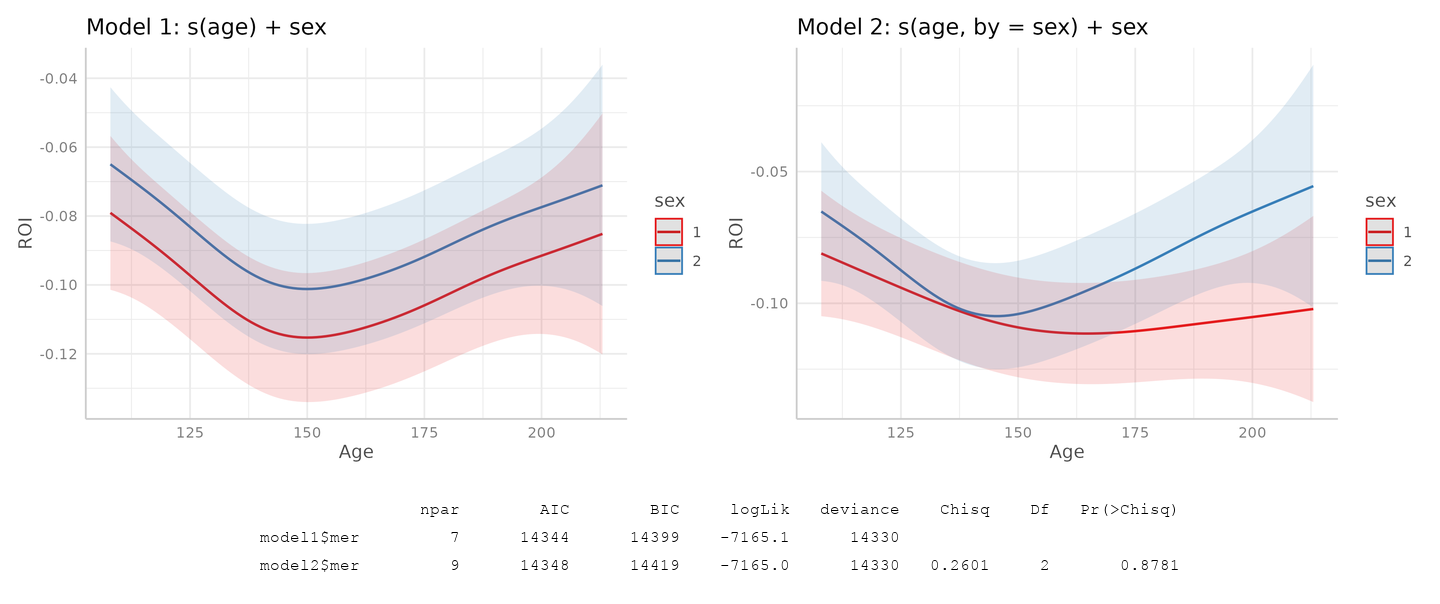 Model 1: s(age) + sex
-0.04
-0.06
-0.08
-0.10
-0.12
ROI
125 150 175 200
Age
sex
1
2
Model 2: s(age, by = sex) + sex
-0.05
-0.10
ROI
125 150 175 200
Age
sex
1
2
npar AIC BIC logLik deviance Chisq Df Pr(>Chisq)
model1$mer 7 14344 14399 -7165.1 14330
model2$mer 9 14348 14419 -7165.0 14330 0.2601 2 0.8781